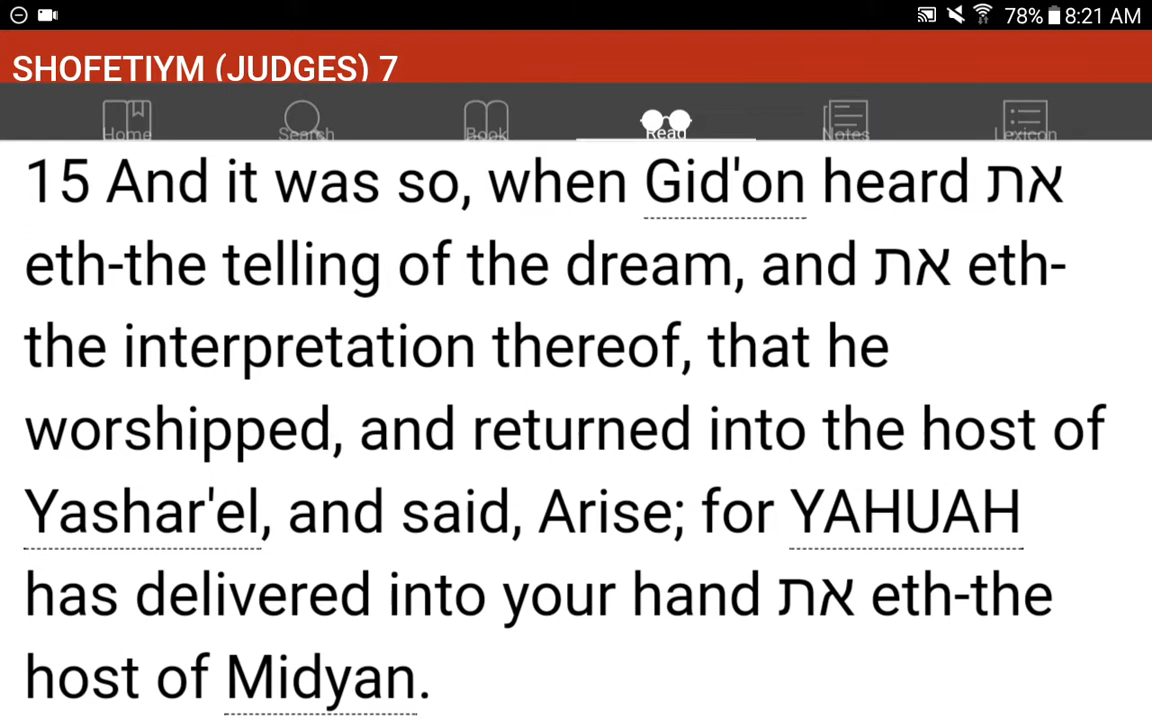 78% 8:21 AM
SHOFETIYM (JUDGES) 7
Home Search Book Read Notes Lexicon
15 And it was so, when Gid'on heard את
eth-the telling of the dream, and את eth-
the interpretation thereof, that he
worshipped, and returned into the host of
Yashar'el, and said, Arise; for YAHUAH
has delivered into your hand את eth-the
host of Midyan.